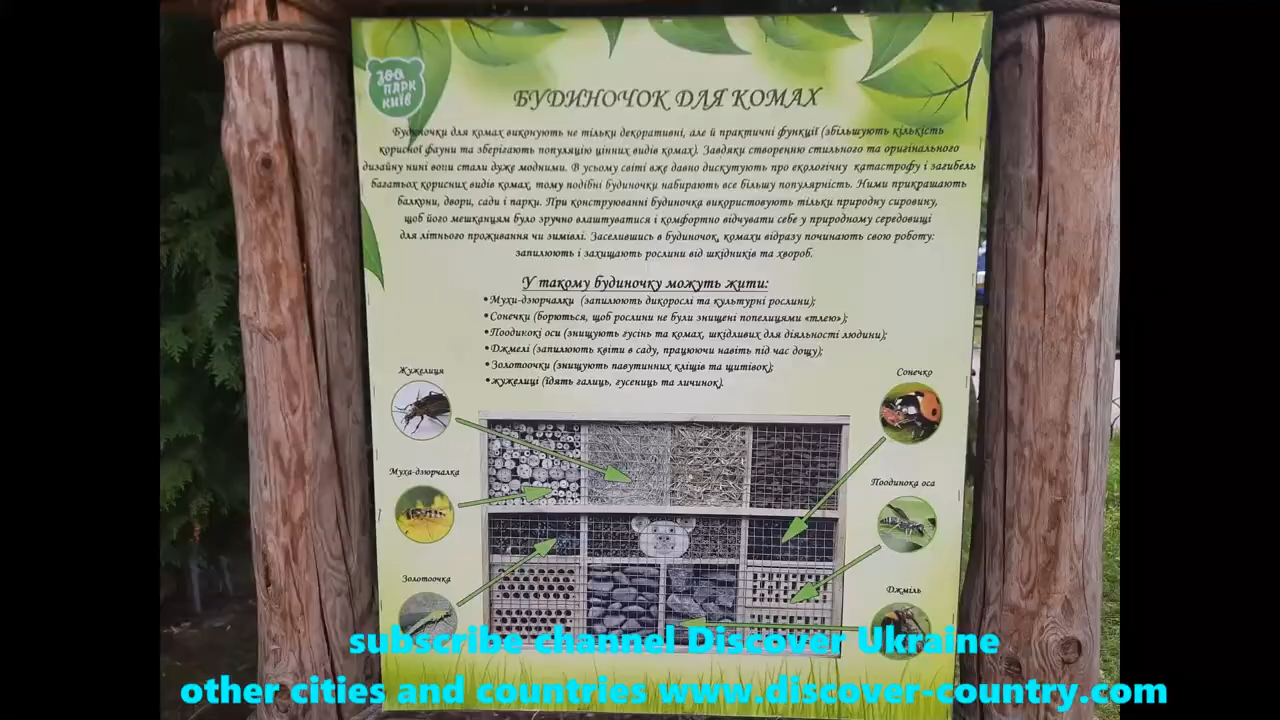 ЗОО
ПАРК
КИЇВ
БУДИНОЧОК ДЛЯ КОМАХ
Будиночки для комах виконують не тільки декоративні, але й практичні функції (збільшують кількість
корисної фауни та зберігають популяцію цінних видів комах). Завдяки створенню стильного та оригінального
дизайну нині вони стали дуже модними. В усьому світі вже давно дискутують про екологічну катастрофу і загибель
багатьох корисних видів комах, тому подібні будиночки набирають все більшу популярність. Ними прикрашають
балкони, двори, сади і парки. При конструюванні будиночка використовують тільки природну сировину,
щоб його мешканцям було зручно влаштуватися і комфортно відчувати себе у природному середовищі
для літнього проживання чи зимівлі. Заселившись в будиночок, комахи відразу починають свою роботу:
запилюють і захищають рослини від шкідників та хвороб.
У такому будиночку можуть жити:
•Мухи-дзюрчалки (запилюють дикорослі та культурні рослини);
•Сонечки (борються, щоб рослини не були знищені попелицями «тлею»);
•Поодинокі оси (знищують гусінь та комах, шкідливих для діяльності людини);
•Джмелі (запилюють квіти в саду, працюючи навіть під час дощу);
•Золотоочки (знищують павутинних кліщів та щитівок);
•жужелиці (їдять галиць, гусениць та личинок).
Жужелиця
Сонечко
Муха-дзюрчалка
Поодинока оса
Золотоочка
Джміль
subscribe channel Discover Ukraine
other cities and countries www.discover-country.com